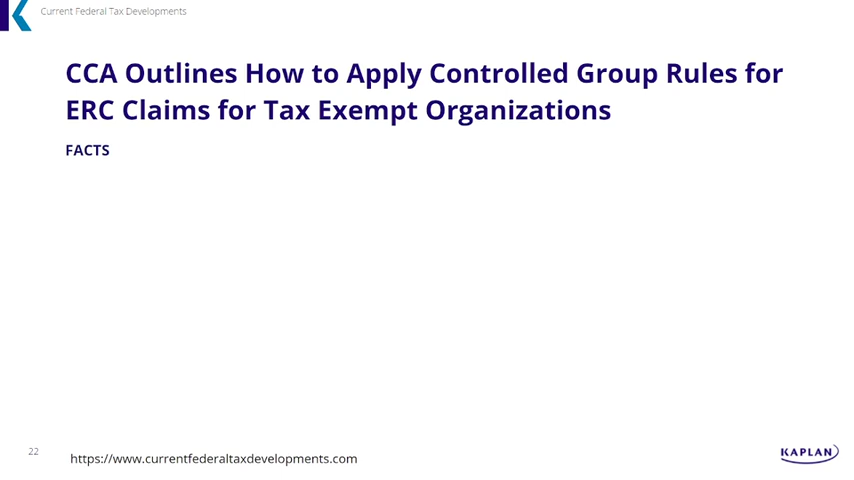 Current Federal Tax Developments
CCA Outlines How to Apply Controlled Group Rules for
ERC Claims for Tax Exempt Organizations
FACTS
22
https://www.currentfederaltaxdevelopments.com
KAPLAN